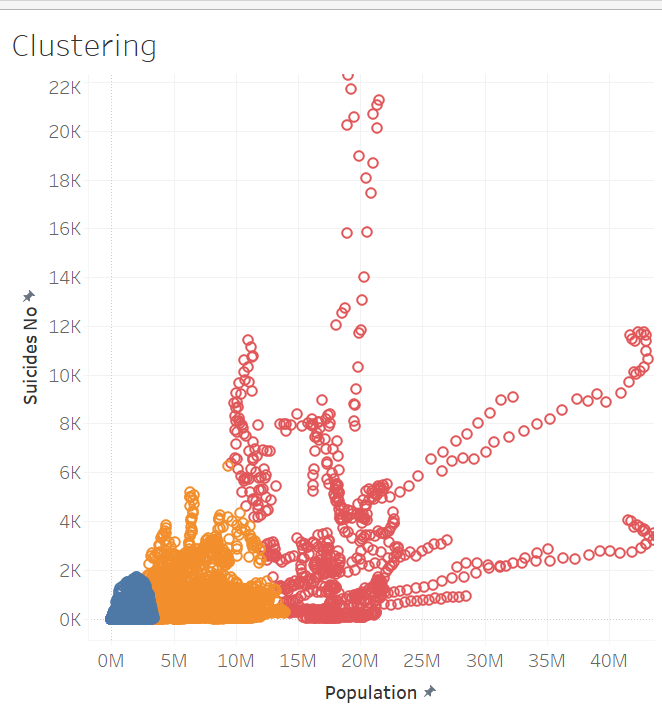 Clustering
22K
20K
18K
16K
14K
12K
10K
8K
6K
4K
2K
0K
Suicides No
0M 5M 10M 15M 20M 25M 30M 35M 40M
Population